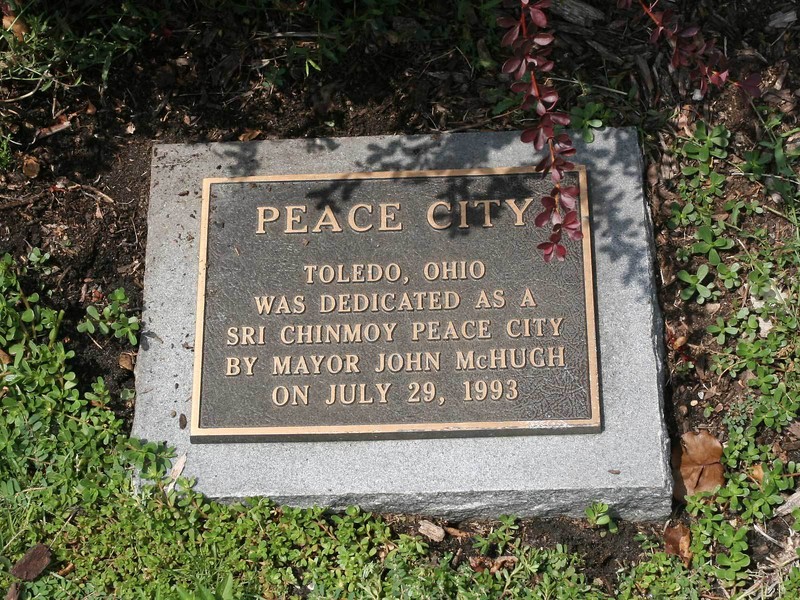 PEACE CITY
TOLEDO, OHIO
WAS DEDICATED AS A
SRI CHINMOY PEACE CITY
BY MAYOR JOHN McHUGH
ON JULY 29, 1993